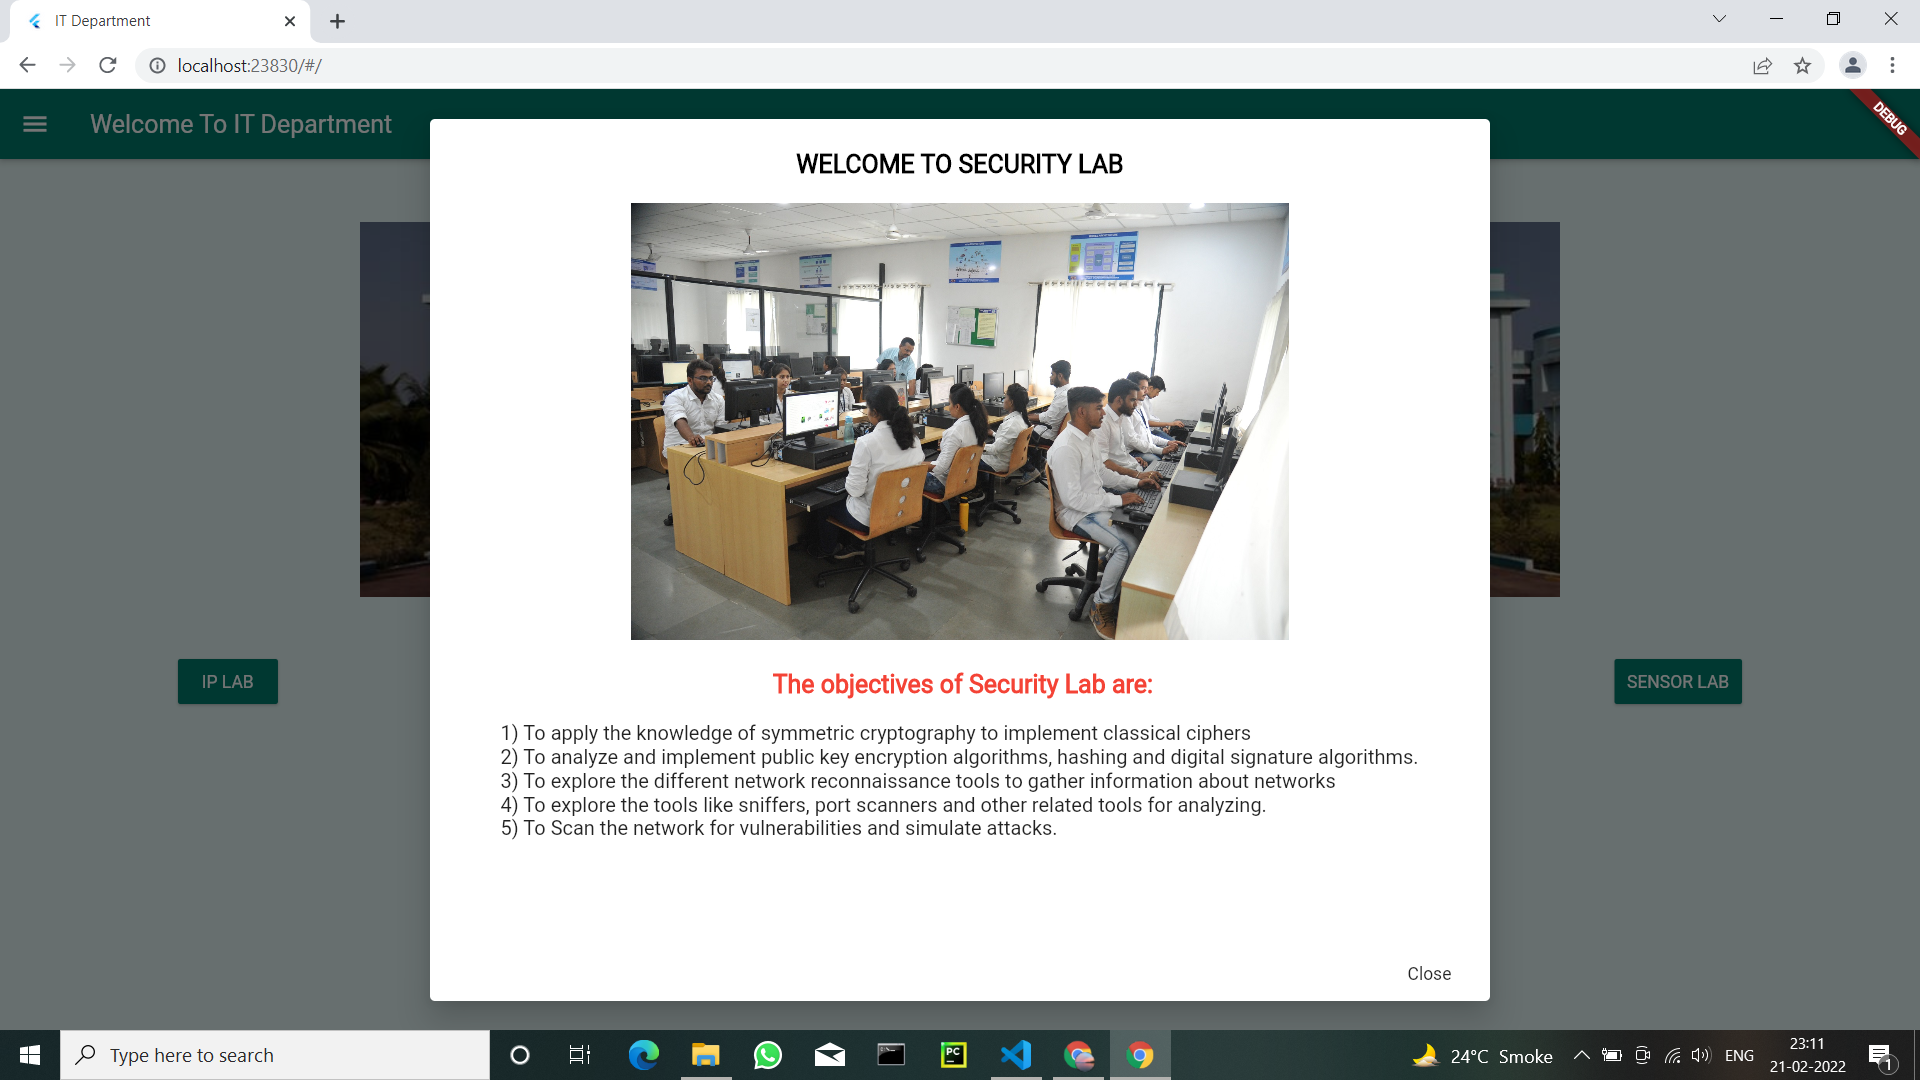 IT Department
localhost:23830/#/
Welcome To IT Department
DEBUG
WELCOME TO SECURITY LAB
The objectives of Security Lab are:
1) To apply the knowledge of symmetric cryptography to implement classical ciphers
2) To analyze and implement public key encryption algorithms, hashing and digital signature algorithms.
3) To explore the different network reconnaissance tools to gather information about networks
4) To explore the tools like sniffers, port scanners and other related tools for analyzing.
5) To Scan the network for vulnerabilities and simulate attacks.
IP LAB
SENSOR LAB
Close
Type here to search
PC
24°C Smoke
ENG
23:11
21-02-2022
1